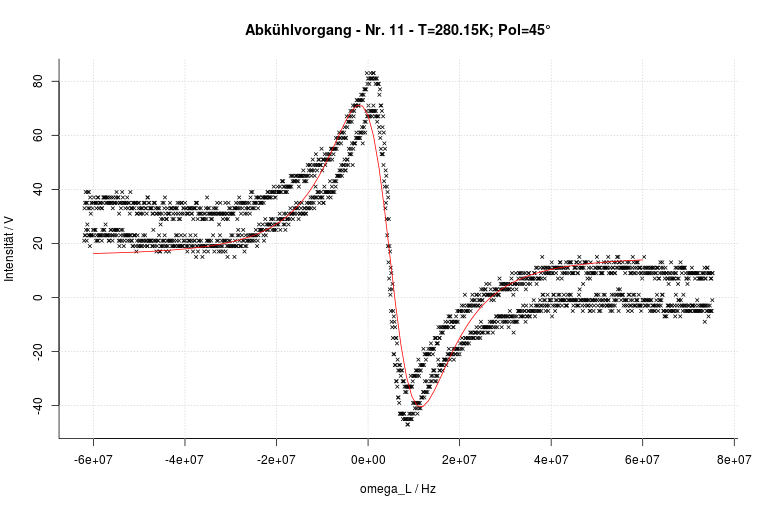 Abkühlvorgang - Nr. 11 - T=280.15K; Pol=45°
80
60
40
20
0
-20
-40
Intensität / V
-6e+07 -4e+07 -2e+07 0e+00 2e+07 4e+07 6e+07 8e+07
omega_L / Hz